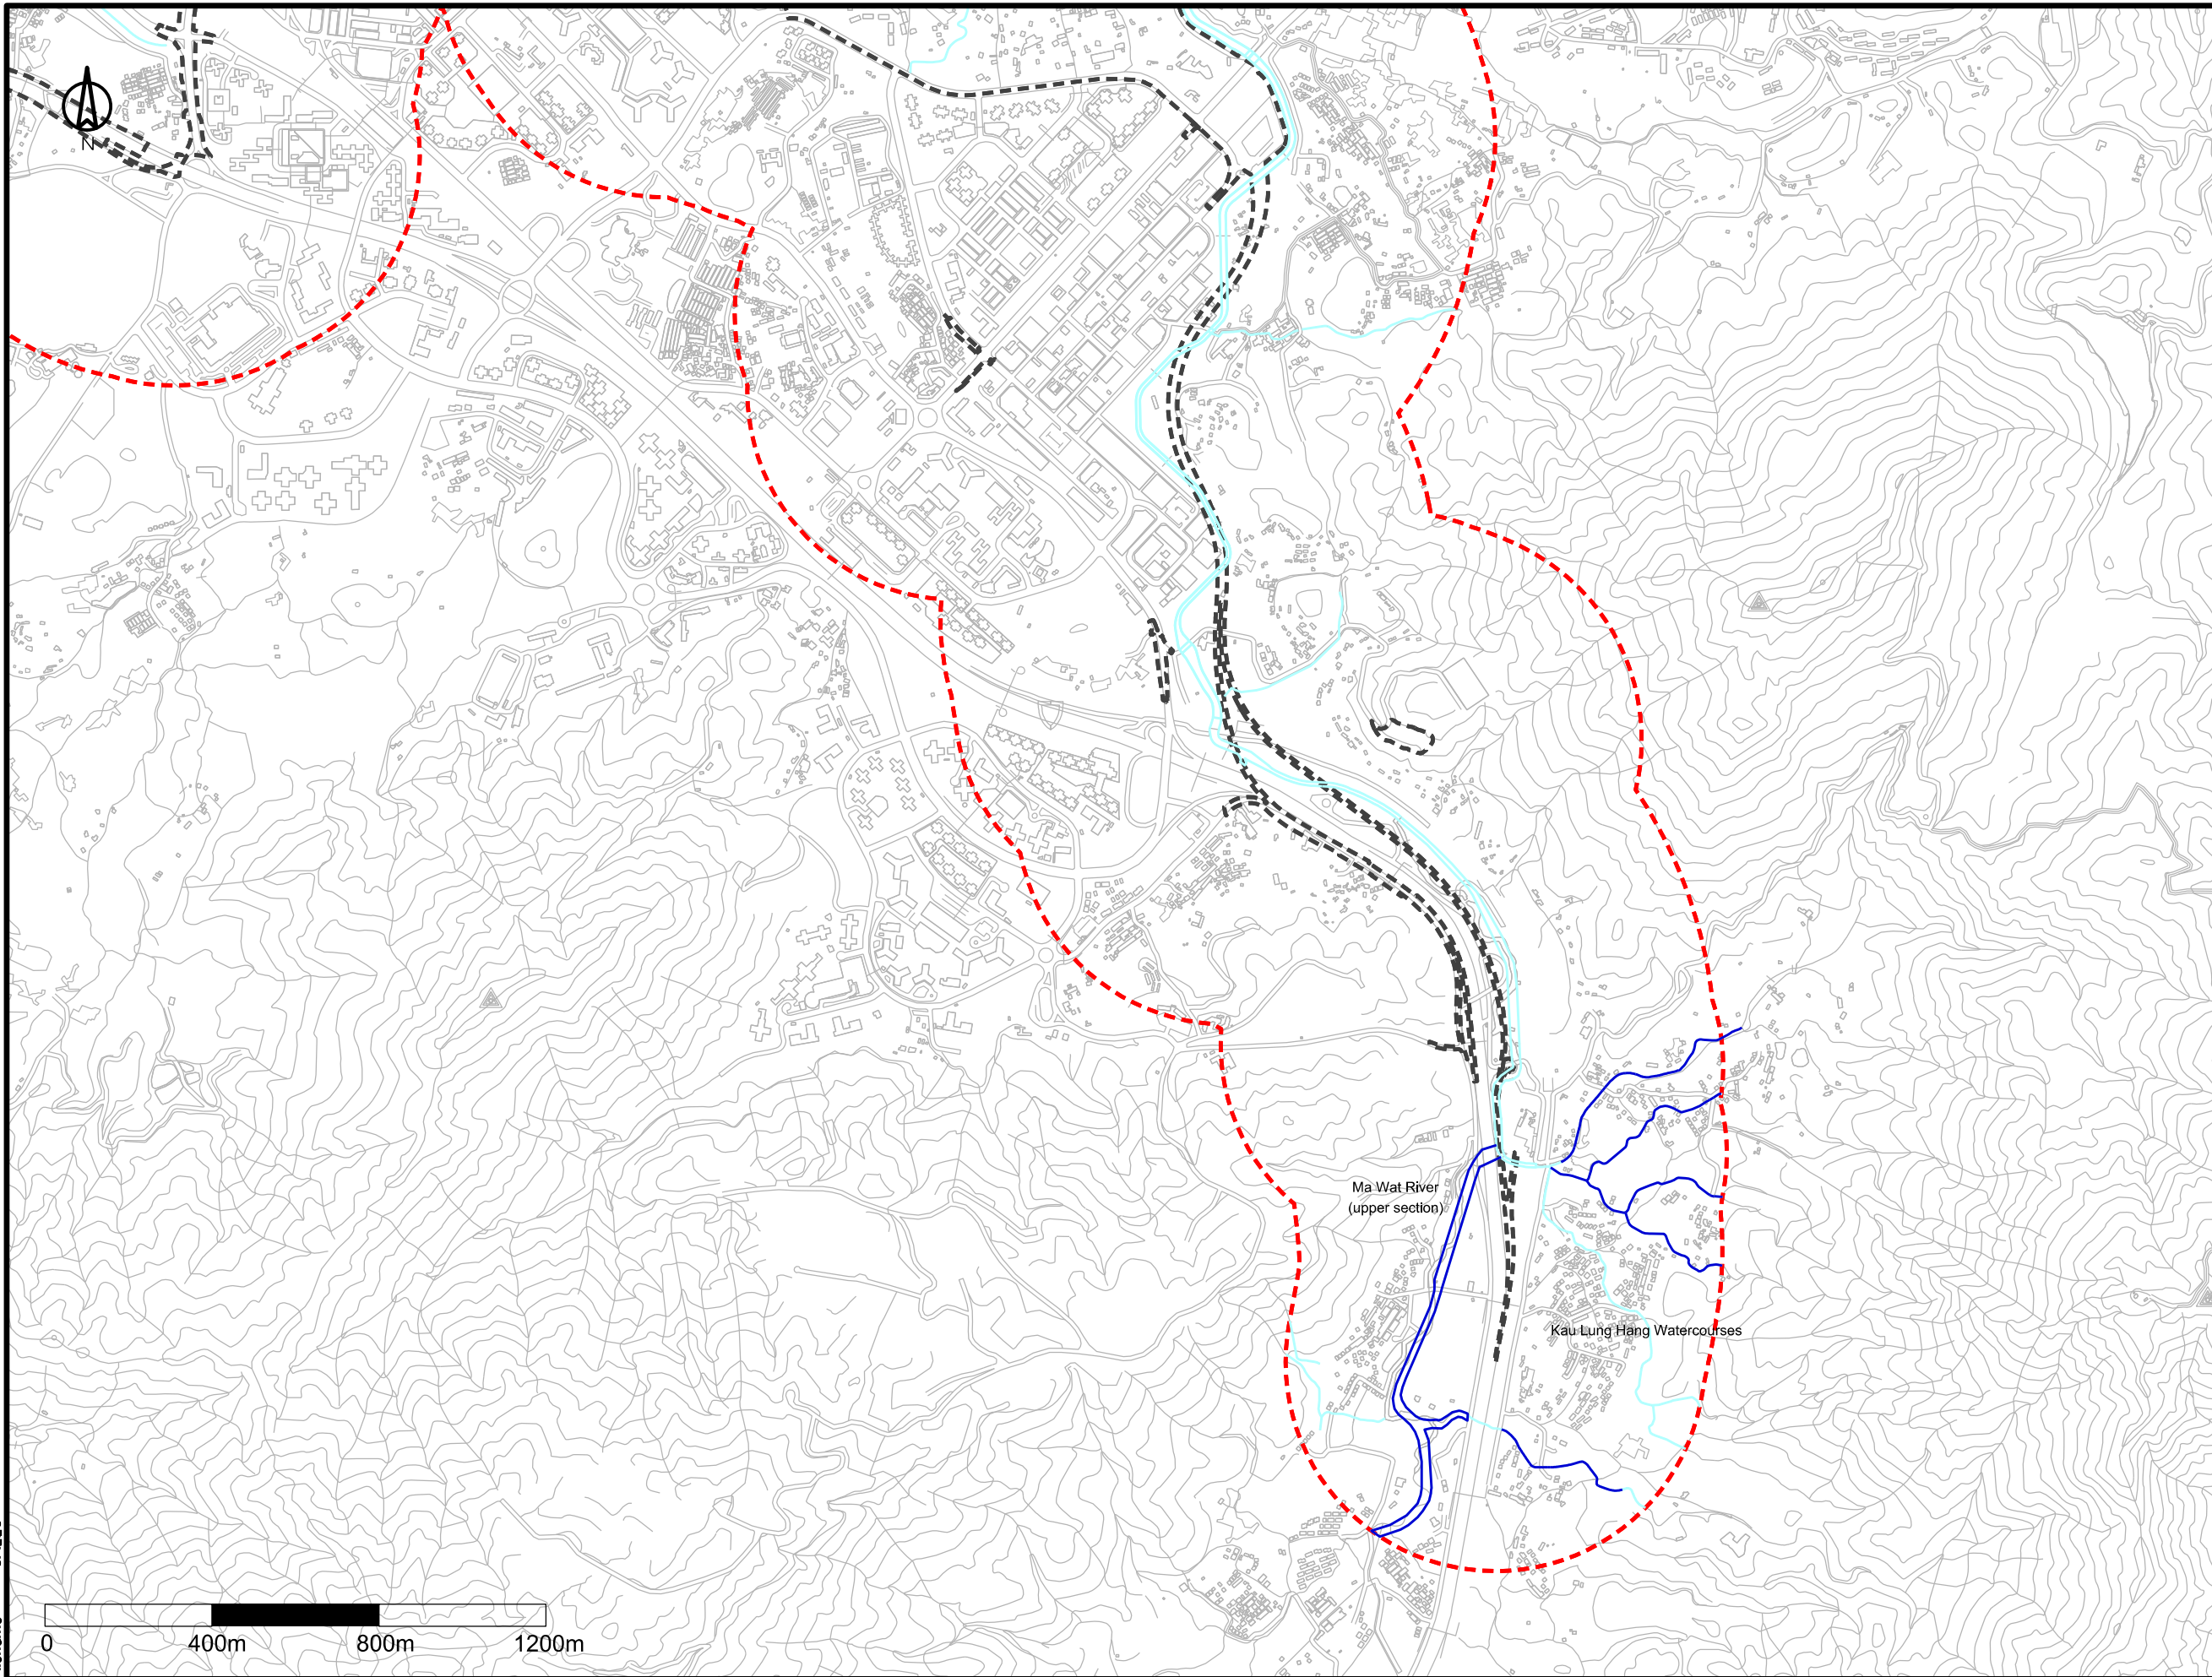 N
Ma Wat River
(upper section)
Kau Lung Hang Watercourses
0 400m 800m 1200m